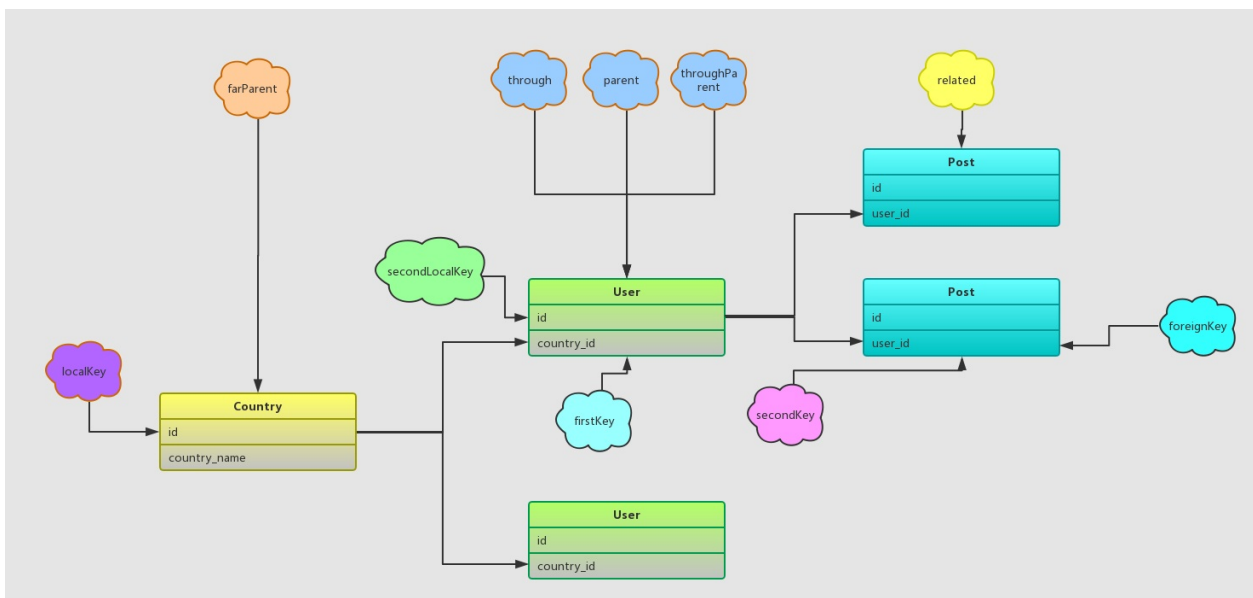 through
parent
throughPa
rent
related
farParent
Post
id
user_id
secondLocalKey
User
id
country_id
Post
id
user_id
foreignKey
localKey
Country
id
country_name
firstKey
secondKey
User
id
country_id